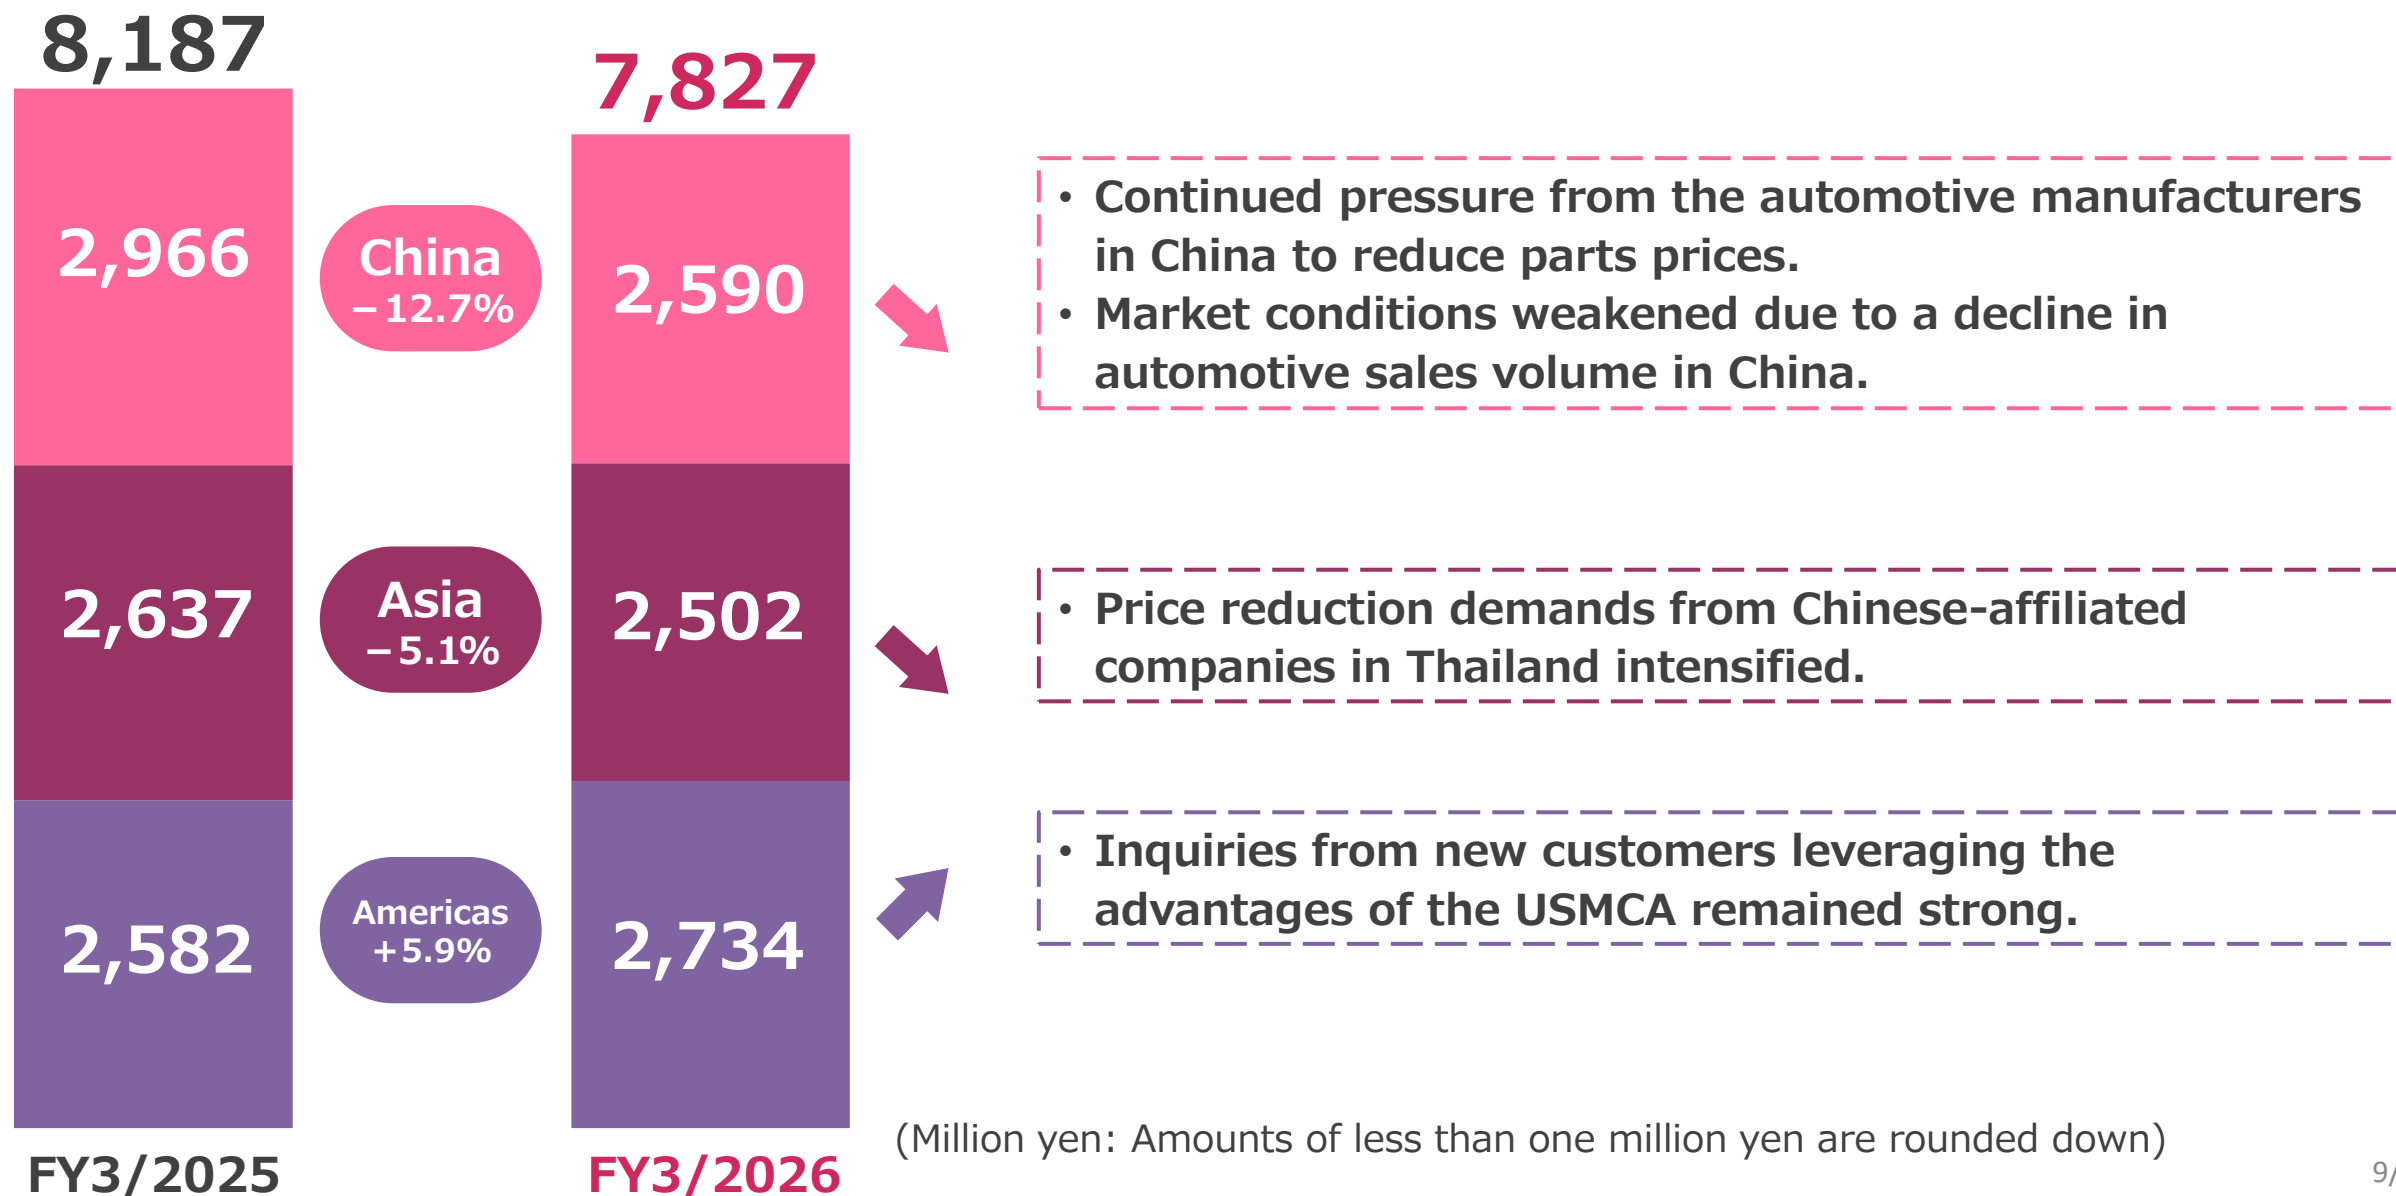 8,187
7,827
2,966
China
−12.7%
2,590
• Continued pressure from the automotive manufacturers
in China to reduce parts prices.
• Market conditions weakened due to a decline in
automotive sales volume in China.
2,637
Asia
−5.1%
2,502
• Price reduction demands from Chinese-affiliated
companies in Thailand intensified.
2,582
Americas
+5.9%
2,734
• Inquiries from new customers leveraging the
advantages of the USMCA remained strong.
(Million yen: Amounts of less than one million yen are rounded down)
FY3/2025
FY3/2026
9/